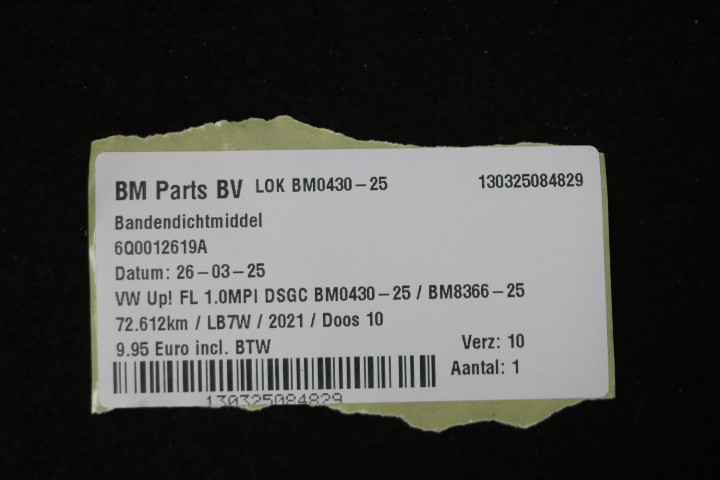 BM Parts BV LOK BM0430-25 130325084829
Bandendichtmiddel
6Q0012619A
Datum: 26-03-25
VW Up! FL 1.0MPI DSGC BM0430-25 / BM8366-25
72.612km / LB7W / 2021 / Doos 10
9.95 Euro incl. BTW Verz: 10
Aantal: 1
130325084829